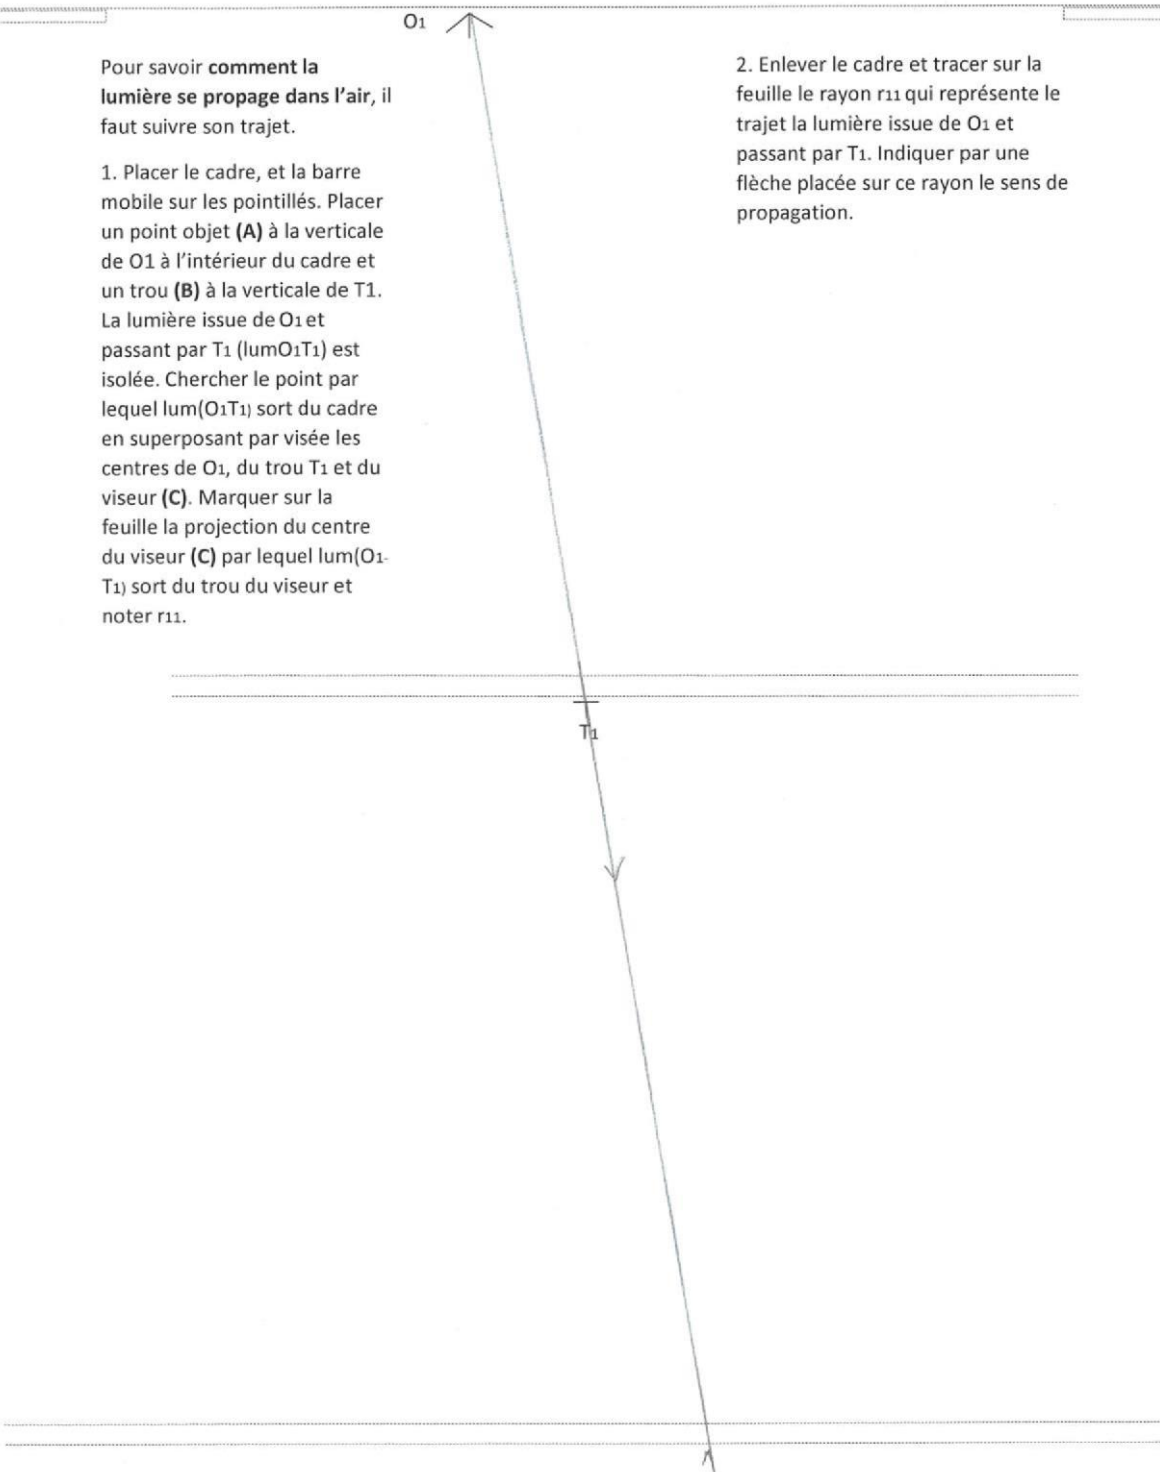 O1
Pour savoir comment la
lumière se propage dans l'air, il
faut suivre son trajet.
1. Placer le cadre, et la barre
mobile sur les pointillés. Placer
un point objet (A) à la verticale
de O1 à l'intérieur du cadre et
un trou (B) à la verticale de T1.
La lumière issue de O1 et
passant par T1 (lumO1T1) est
isolée. Chercher le point par
lequel lum(O1T1) sort du cadre
en superposant par visée les
centres de O1, du trou T1 et du
viseur (C). Marquer sur la
feuille la projection du centre
du viseur (C) par lequel lum(O1-
T1) sort du trou du viseur et
noter r11.
2. Enlever le cadre et tracer sur la
feuille le rayon r11 qui représente le
trajet la lumière issue de O1 et
passant par T1. Indiquer par une
flèche placée sur ce rayon le sens de
propagation.
T1